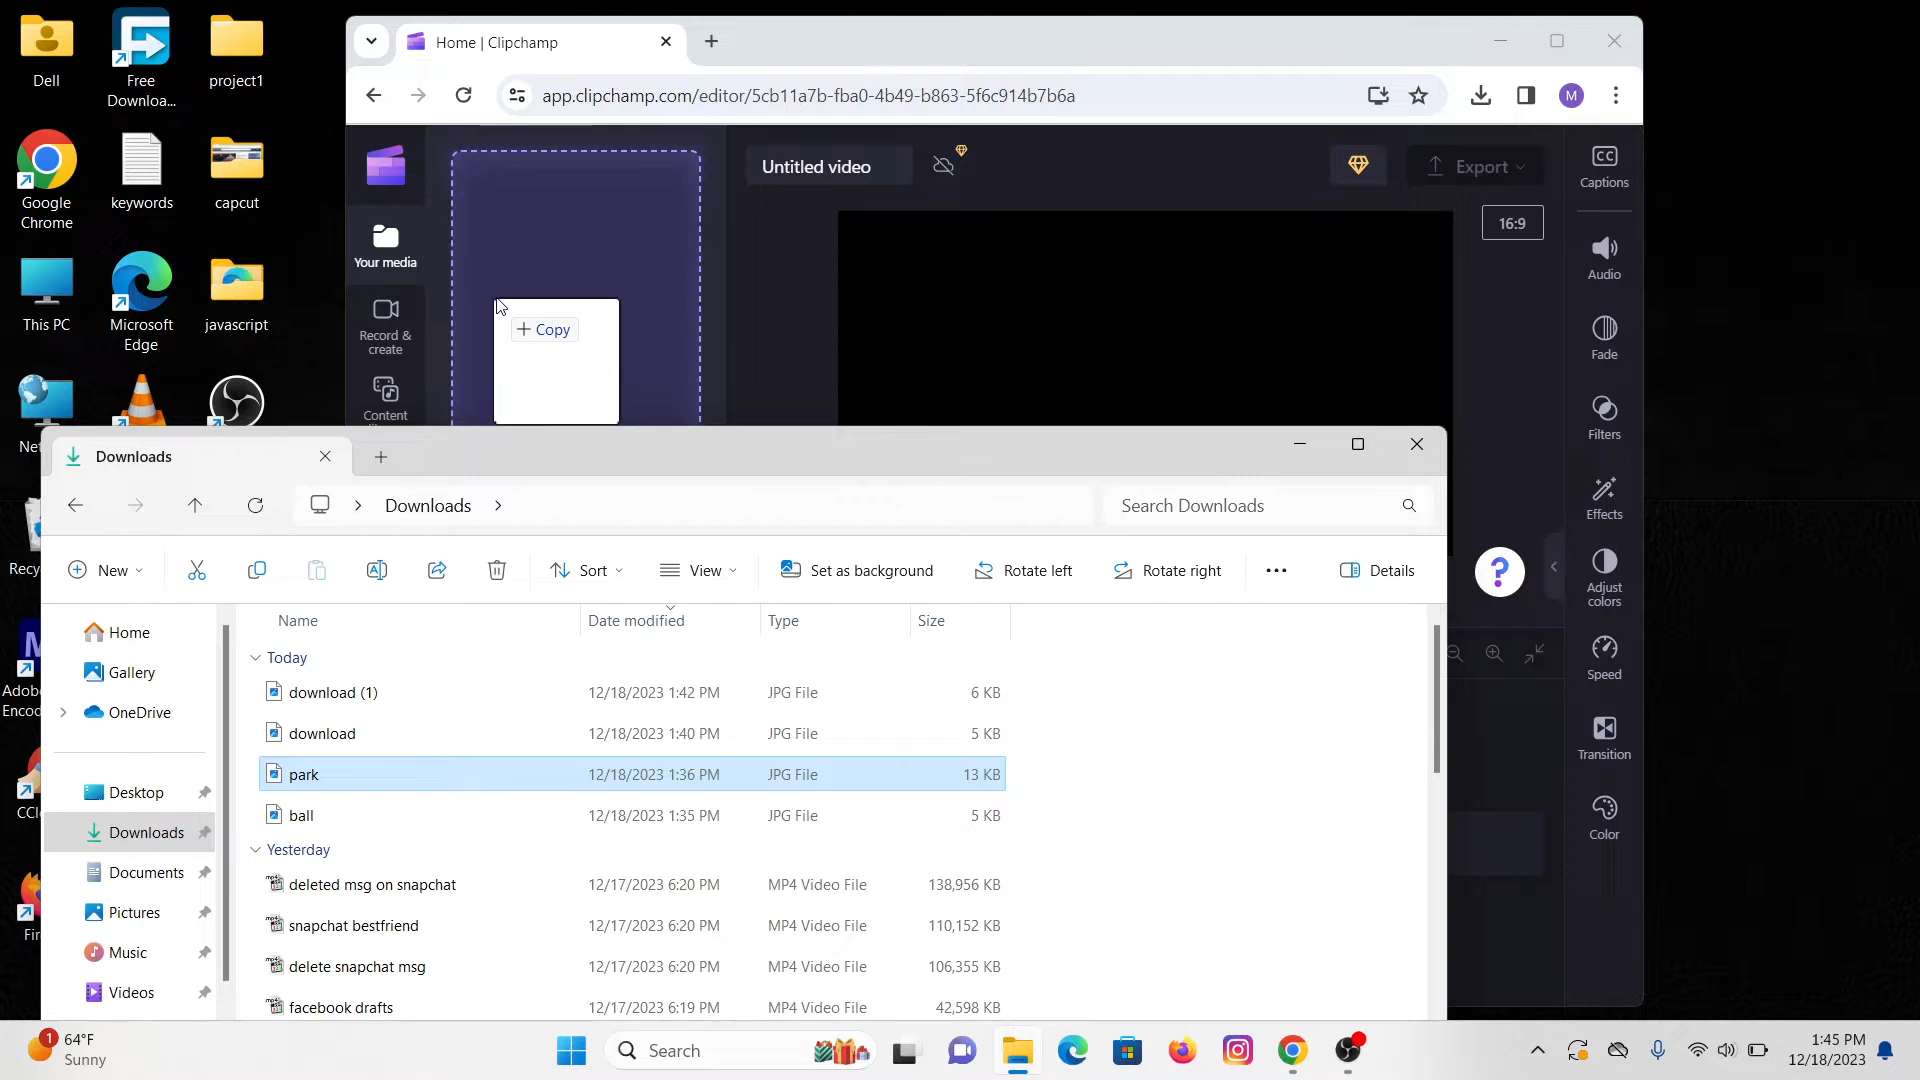 Dell
Free
Downloa...
project1
Google
Chrome
keywords
capcut
This PC
Microsoft
Edge
javascript
Net
Recy
Adob
Enco
CCl
Fir
Home | Clipchamp
app.clipchamp.com/editor/5cb11a7b-fba0-4b49-b863-5f6c914b7b6a
M
Your media
Record &
create
Content
Copy
Untitled video
Export
16:9
CC
Captions
Audio
Fade
Filters
Effects
Adjust
colors
Speed
Transition
Color
?
Downloads
Downloads
Search Downloads
New
Sort
View
Set as background
Rotate left
Rotate right
Details
Home
Gallery
OneDrive
Desktop
Downloads
Documents
Pictures
Music
Videos
Name Date modified Type Size
Today
download (1) 12/18/2023 1:42 PM JPG File 6 KB
download 12/18/2023 1:40 PM JPG File 5 KB
park 12/18/2023 1:36 PM JPG File 13 KB
ball 12/18/2023 1:35 PM JPG File 5 KB
Yesterday
deleted msg on snapchat 12/17/2023 6:20 PM MP4 Video File 138,956 KB
snapchat bestfriend 12/17/2023 6:20 PM MP4 Video File 110,152 KB
delete snapchat msg 12/17/2023 6:20 PM MP4 Video File 106,355 KB
facebook drafts 12/17/2023 6:19 PM MP4 Video File 42,598 KB
1
64°F
Sunny
Search
1:45 PM
12/18/2023